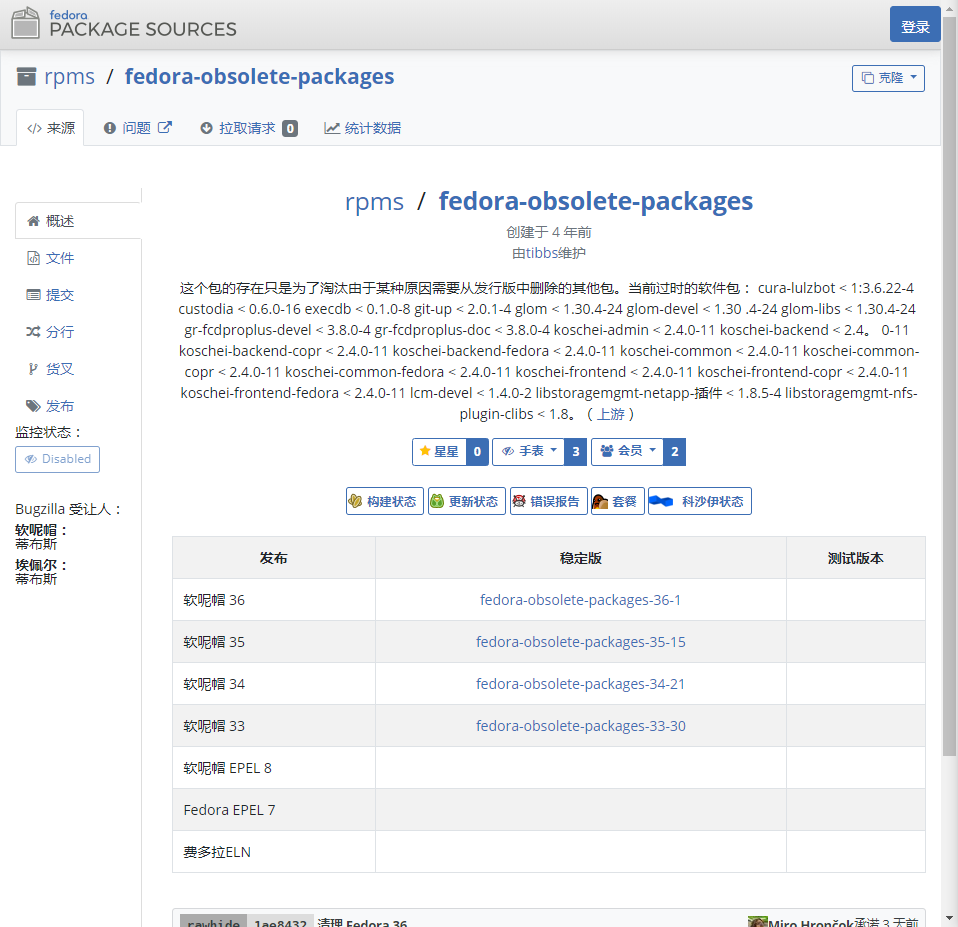 fedora
PACKAGE SOURCES
登录
rpms / fedora-obsolete-packages
克隆
来源 问题 拉取请求 0 统计数据
rpms / fedora-obsolete-packages
创建于 4 年前
由tibbs维护
概述
文件
提交
分行
货叉
发布
监控状态：
Disabled
Bugzilla 受让人：
软呢帽：
蒂布斯
埃佩尔：
蒂布斯
这个包的存在只是为了淘汰由于某种原因需要从发行版中删除的其他包。当前过时的软件包： cura-lulzbot < 1:3.6.22-4
custodia < 0.6.0-16 execdb < 0.1.0-8 git-up < 2.0.1-4 glom < 1.30.4-24 glom-devel < 1.30 .4-24 glom-libs < 1.30.4-24
gr-fcdproplus-devel < 3.8.0-4 gr-fcdproplus-doc < 3.8.0-4 koschei-admin < 2.4.0-11 koschei-backend < 2.4。 0-11
koschei-backend-copr < 2.4.0-11 koschei-backend-fedora < 2.4.0-11 koschei-common < 2.4.0-11 koschei-common-
copr < 2.4.0-11 koschei-common-fedora < 2.4.0-11 koschei-frontend < 2.4.0-11 koschei-frontend-copr < 2.4.0-11
koschei-frontend-fedora < 2.4.0-11 lcm-devel < 1.4.0-2 libstoragemgmt-netapp-插件 < 1.8.5-4 libstoragemgmt-nfs-
plugin-clibs < 1.8。 （ 上游 ）
星星 0 手表 3 会员 2
构建状态 更新状态 错误报告 套餐 科沙伊状态
发布 稳定版 测试版本
软呢帽 36 fedora-obsolete-packages-36-1
软呢帽 35 fedora-obsolete-packages-35-15
软呢帽 34 fedora-obsolete-packages-34-21
软呢帽 33 fedora-obsolete-packages-33-30
软呢帽 EPEL 8
Fedora EPEL 7
费多拉ELN
rawhide 1ae8432 清理 Fedora 36 Miro Hrončok承诺 3 天前